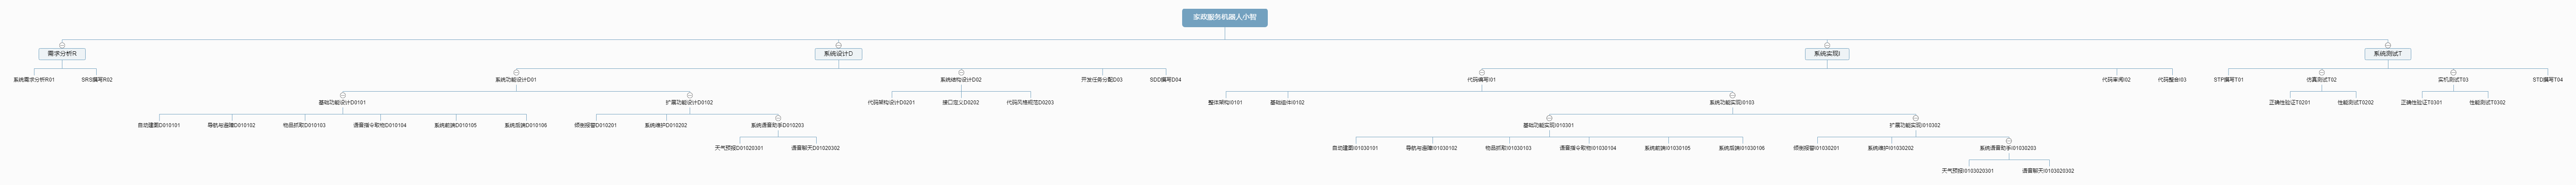 家政服务机器人小智
需求分析R
系统设计D
系统实现I
系统测试T
系统需求分析R01
SRS编写R02
系统功能设计D01
系统结构设计D02
开发任务分配D03
SDD编写D04
代码编写I01
代码审阅I02
代码整合I03
STP编写T01
仿真测试T02
实机测试T03
STD编写T04
基础功能设计D0101
扩展功能设计D0102
代码架构设计D0201
接口定义D0202
代码风格规范D0203
整体架构I0101
基础组件I0102
系统功能实现I0103
正确性验证T0201
性能测试T0202
正确性验证T0301
性能测试T0302
自动建图D010101
导航与避障D010102
物品抓取D010103
语音指令取物D010104
系统前端D010105
系统后端D010106
倾倒报警D010201
系统维护D010202
系统语音助手D010203
基础功能实现I010301
扩展功能实现I010302
天气预报D01020301
语音聊天D01020302
自动建图I01030101
导航与避障I01030102
物品抓取I01030103
语音指令取物I01030104
系统前端I01030105
系统后端I01030106
倾倒报警I01030201
系统维护I01030202
系统语音助手I01030203
天气预报I0103020301
语音聊天I0103020302